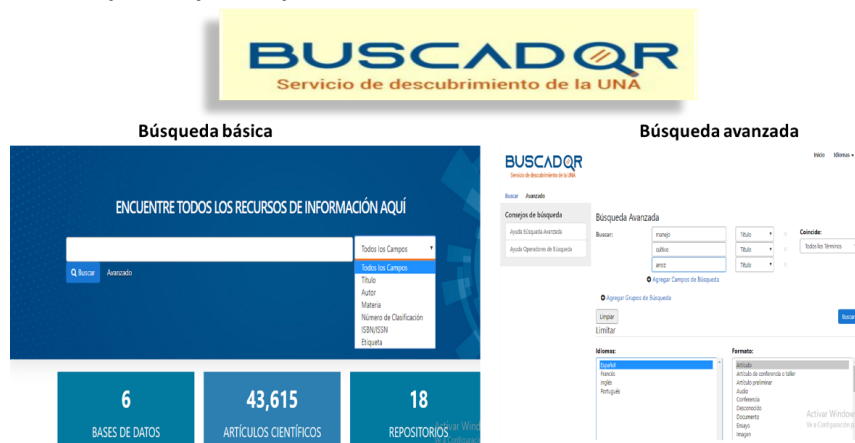 BUSCADOR
Servicio de descubrimiento de la UNA
Búsqueda básica
ENCUENTRE TODOS LOS RECURSOS DE INFORMACIÓN AQUÍ
Todos los Campos
Buscar Avanzado
Todos los Campos
Título
Autor
Materia
Número de Clasificación
ISBN/ISSN
Etiqueta
6
BASES DE DATOS
43,615
ARTÍCULOS CIENTÍFICOS
18
REPOSITORIOS
Búsqueda avanzada
BUSCADOR
Servicio de descubrimiento de la UNA
Inicio Idiomas
Buscar Avanzado
Consejos de búsqueda
Ayuda Búsqueda Avanzada
Ayuda Operadores de Búsqueda
Búsqueda Avanzada
Buscar: manejo Título
cultivo Título
arroz Título
Coincide:
Todos los Términos
Agregar Campos de Búsqueda
Agregar Grupos de Búsqueda
Limpiar
Buscar
Limitar
Idiomas:
Español
Francés
Inglés
Portugués
Formato:
Artículo
Artículo de conferencia o taller
Artículo preliminar
Audio
Conferencia
Desconocido
Documento
Ensayo
Imagen
Activar Window
Ve a Configuración
Activar Wind